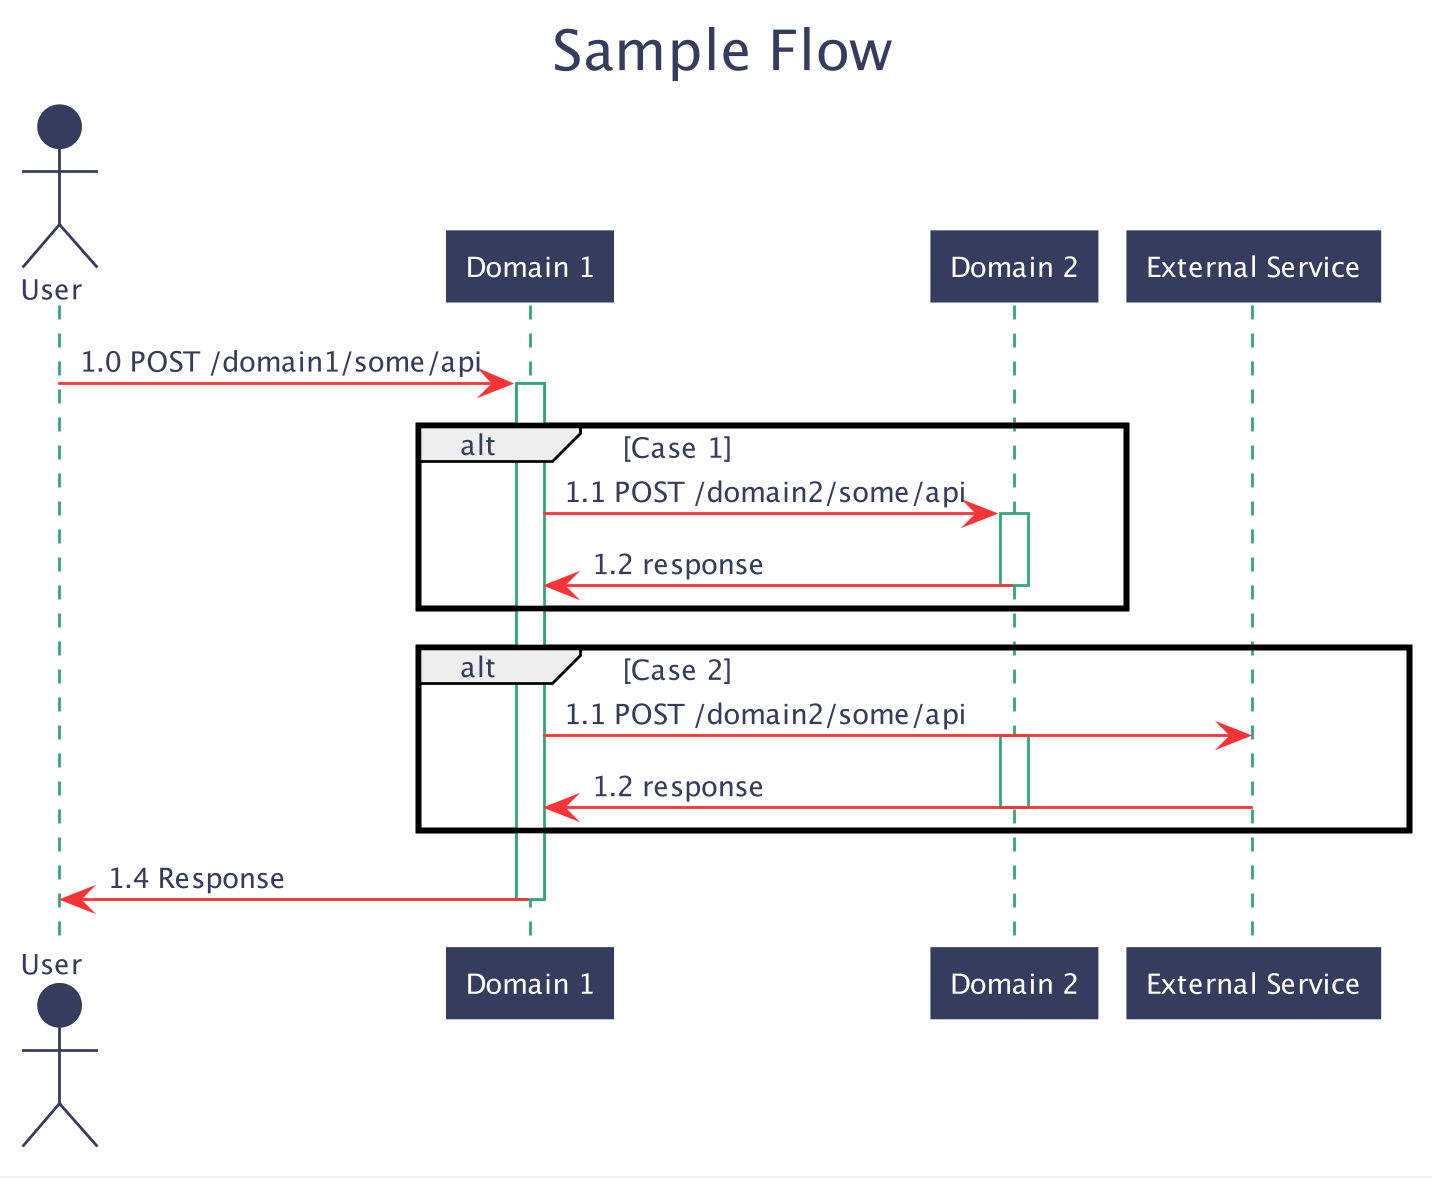 Sample Flow
User
Domain 1
Domain 2
External Service
1.0 POST /domain1/some/api
alt
[Case 1]
1.1 POST /domain2/some/api
1.2 response
alt
[Case 2]
1.1 POST /domain2/some/api
1.2 response
1.4 Response
User
Domain 1
Domain 2
External Service